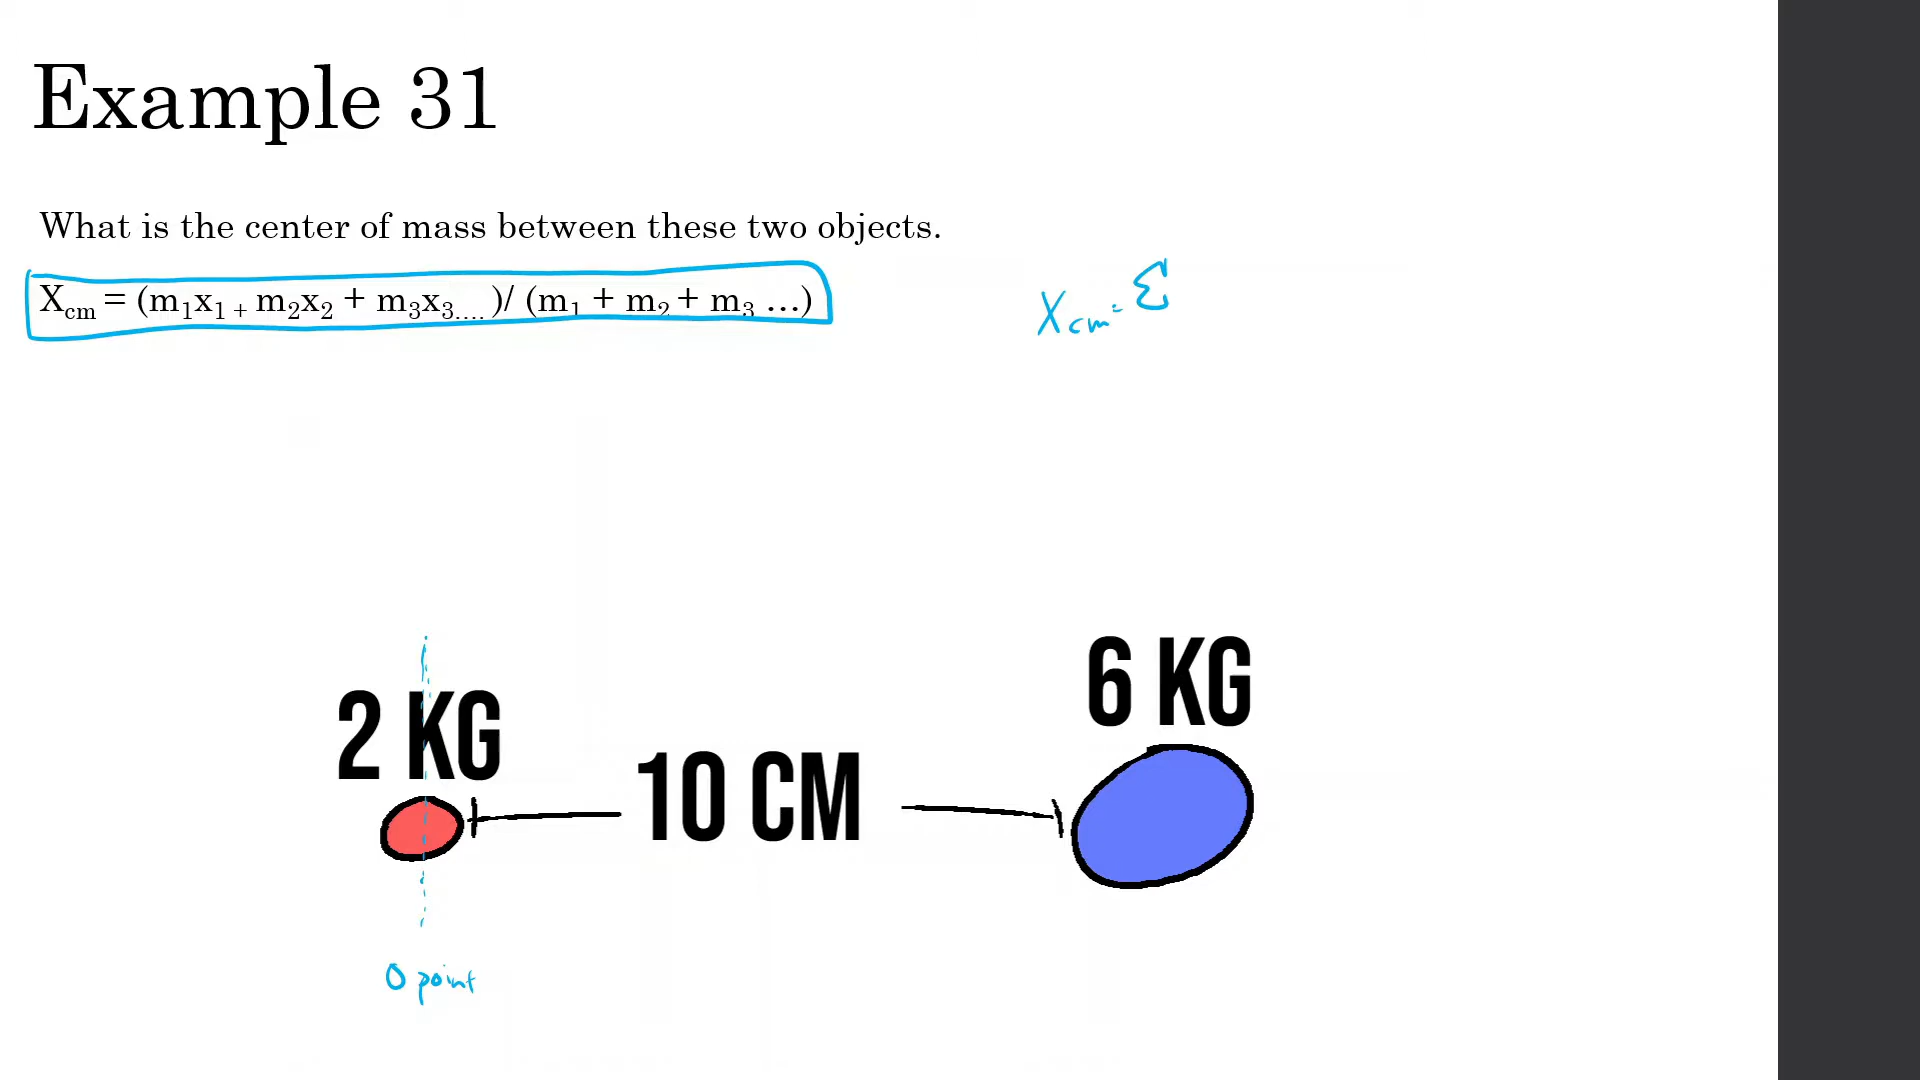 Example 31
What is the center of mass between these two objects.
Xcm = (m1x1 + m2x2 + m3x3.... )/ (m1 + m2 + m3 ...)
Xcm = Σ
2 KG
6 KG
10 CM
0 point